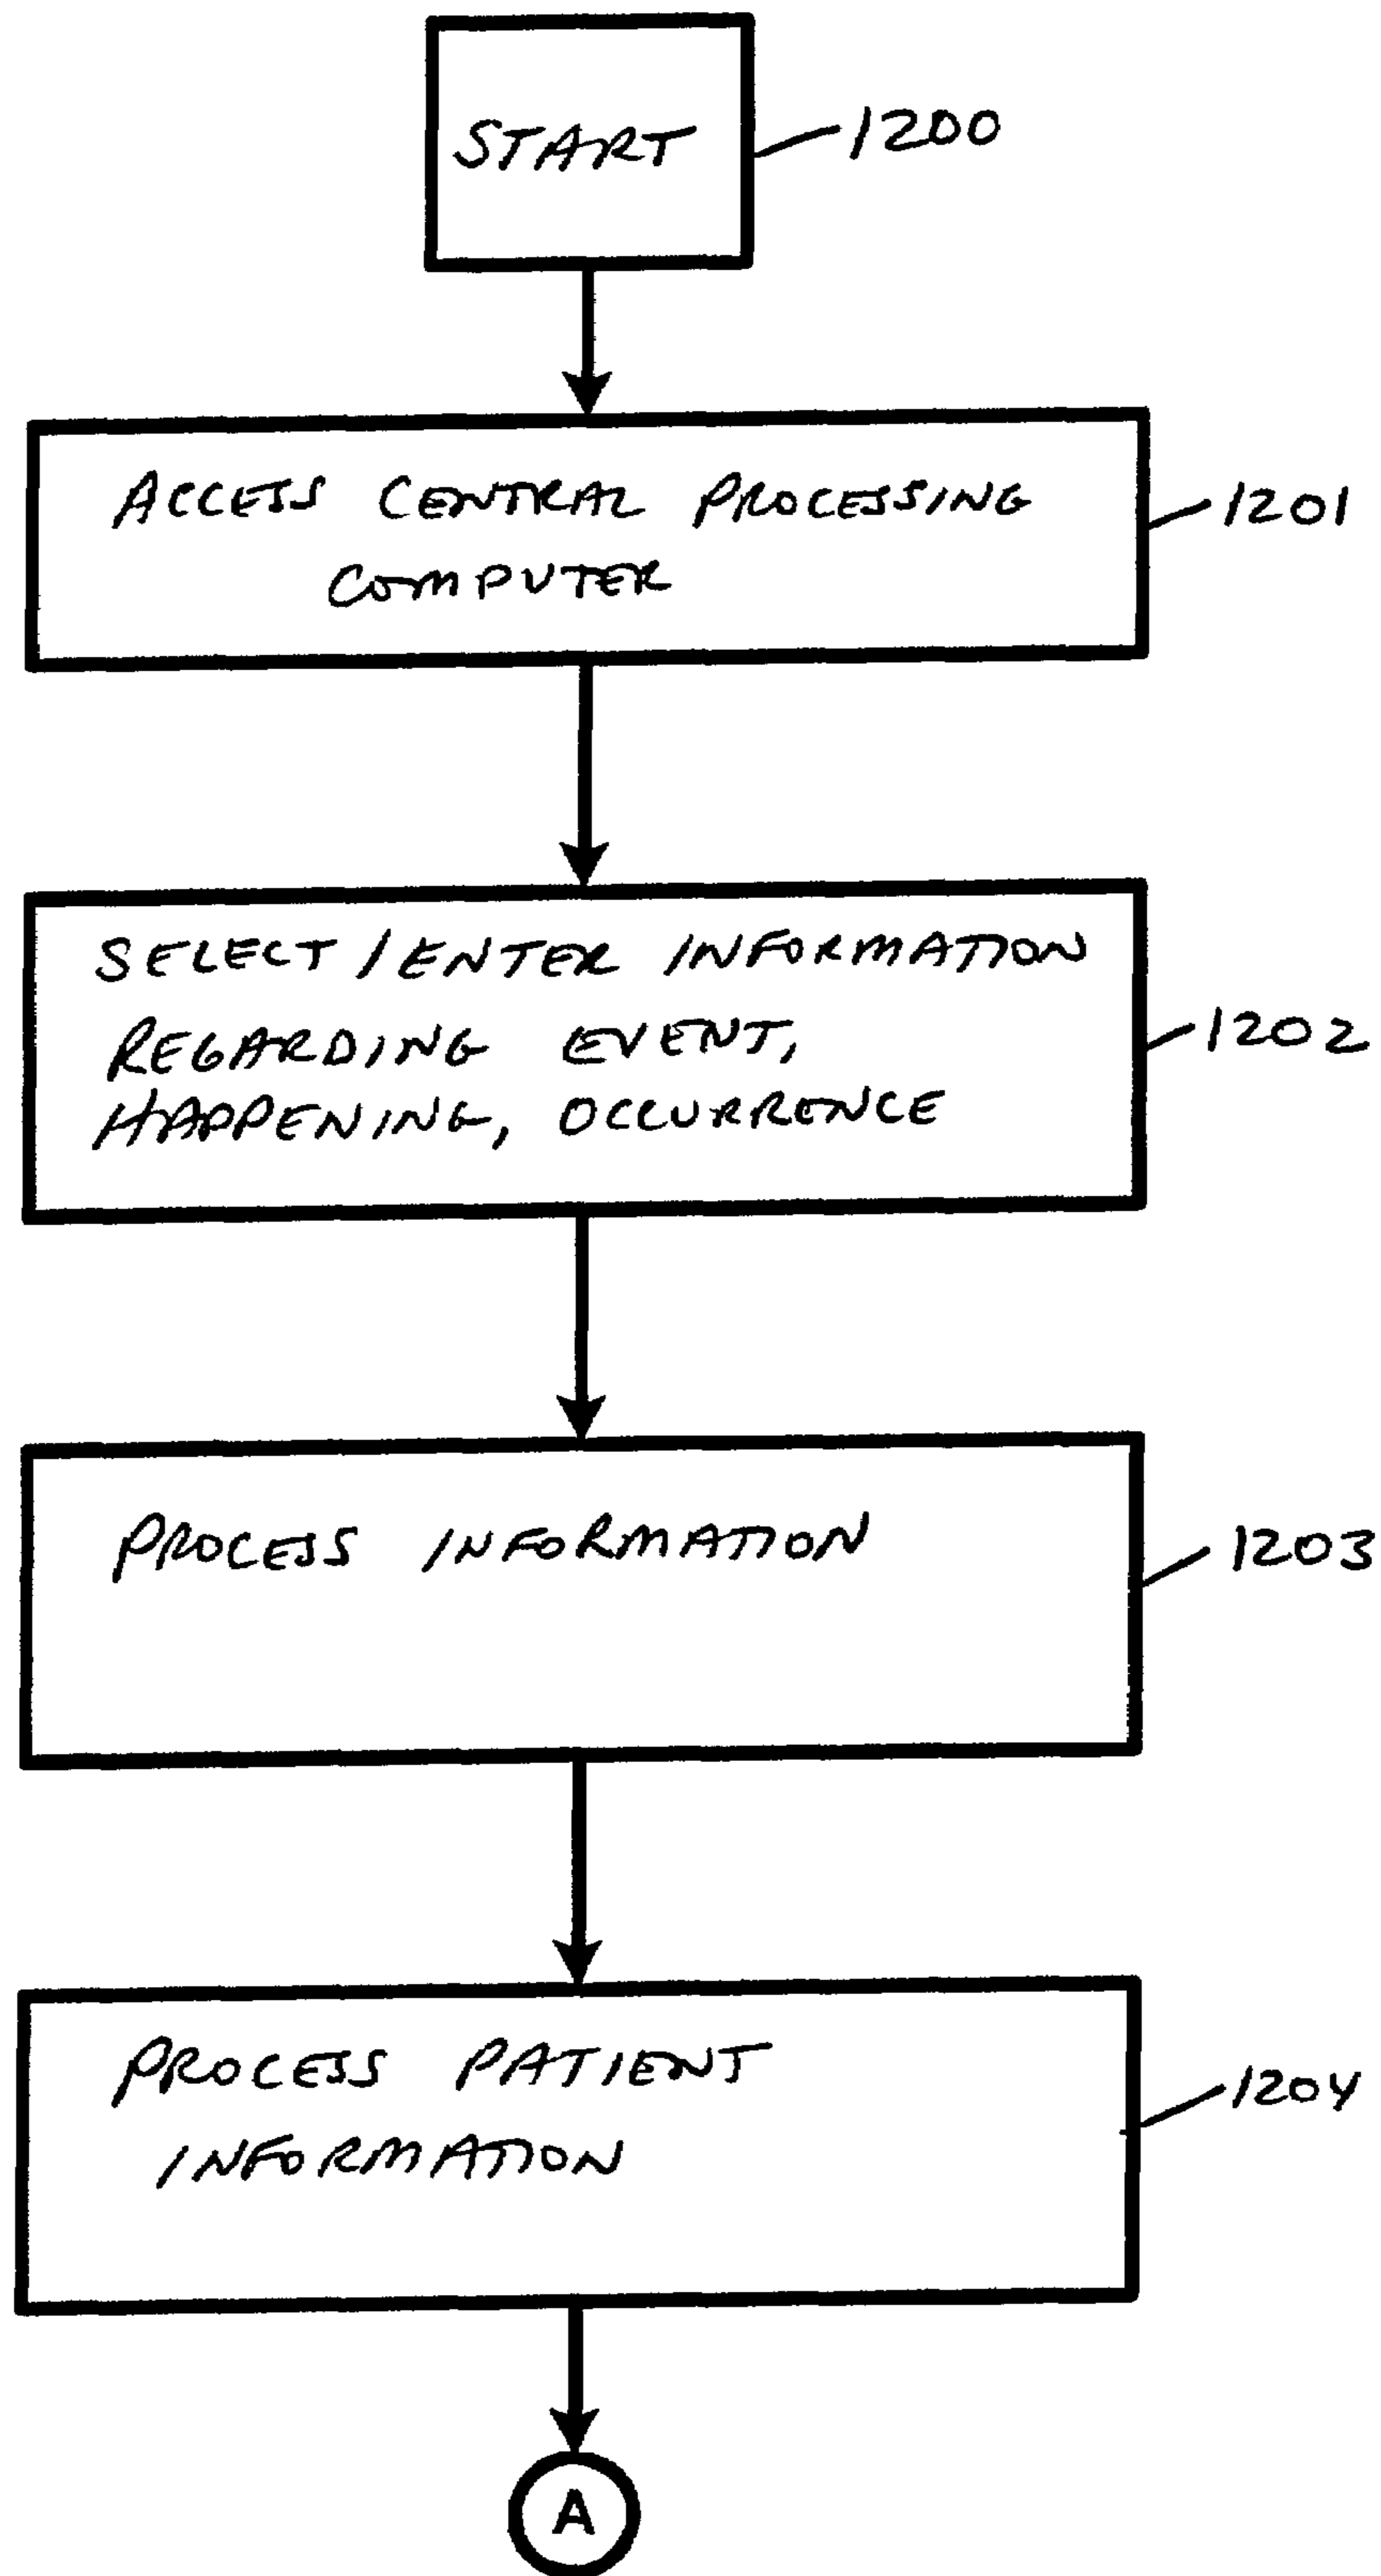 START
1200
ACCESS CENTRAL PROCESSING
COMPUTER
1201
SELECT / ENTER INFORMATION
REGARDING EVENT,
HAPPENING, OCCURRENCE
1202
PROCESS INFORMATION
1203
PROCESS PATIENT
INFORMATION
1204
A